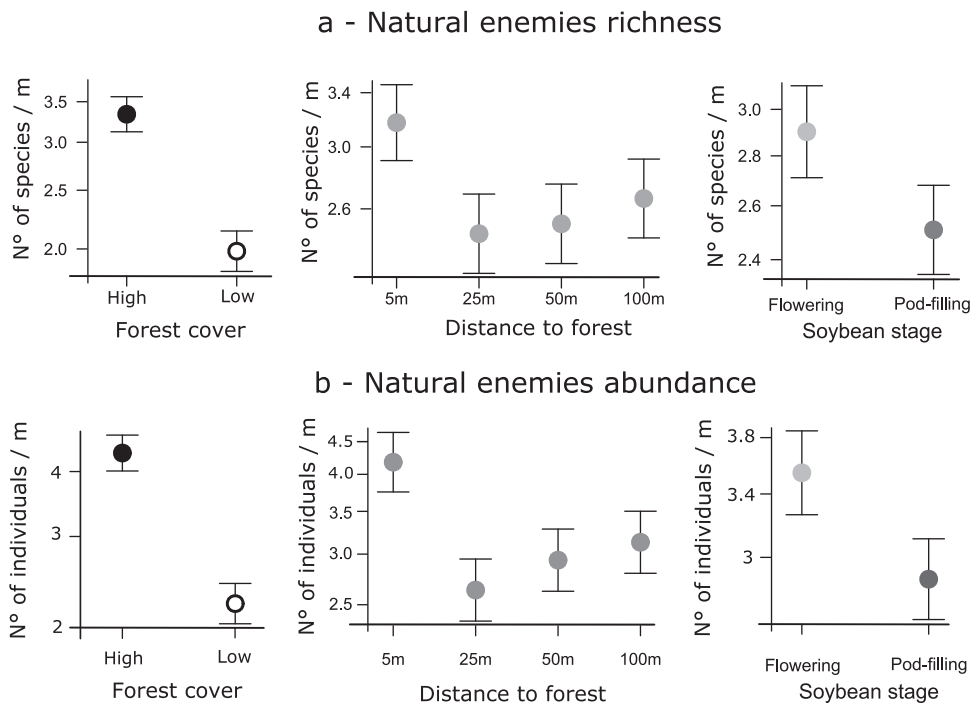 a - Natural enemies richness
N° of species / m
3.5
3.0
2.5
2.0
High
Low
Forest cover
N° of species / m
3.4
3.0
2.6
5m
25m
50m
100m
Distance to forest
N° of species / m
3.0
2.8
2.6
2.4
Flowering
Pod-filling
Soybean stage
b - Natural enemies abundance
N° of individuals / m
4
3
2
High
Low
Forest cover
N° of individuals / m
4.5
4.0
3.5
3.0
2.5
5m
25m
50m
100m
Distance to forest
N° of individuals / m
3.8
3.4
3
Flowering
Pod-filling
Soybean stage